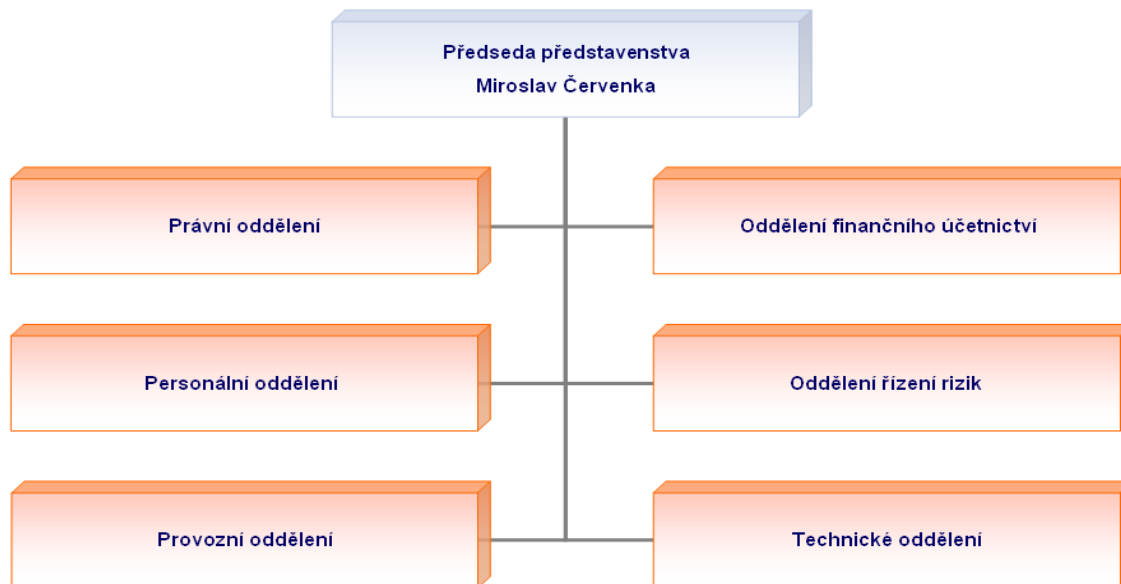 Předseda představenstva
Miroslav Červenka
Právní oddělení
Oddělení finančního účetnictví
Personální oddělení
Oddělení řízení rizik
Provozní oddělení
Technické oddělení